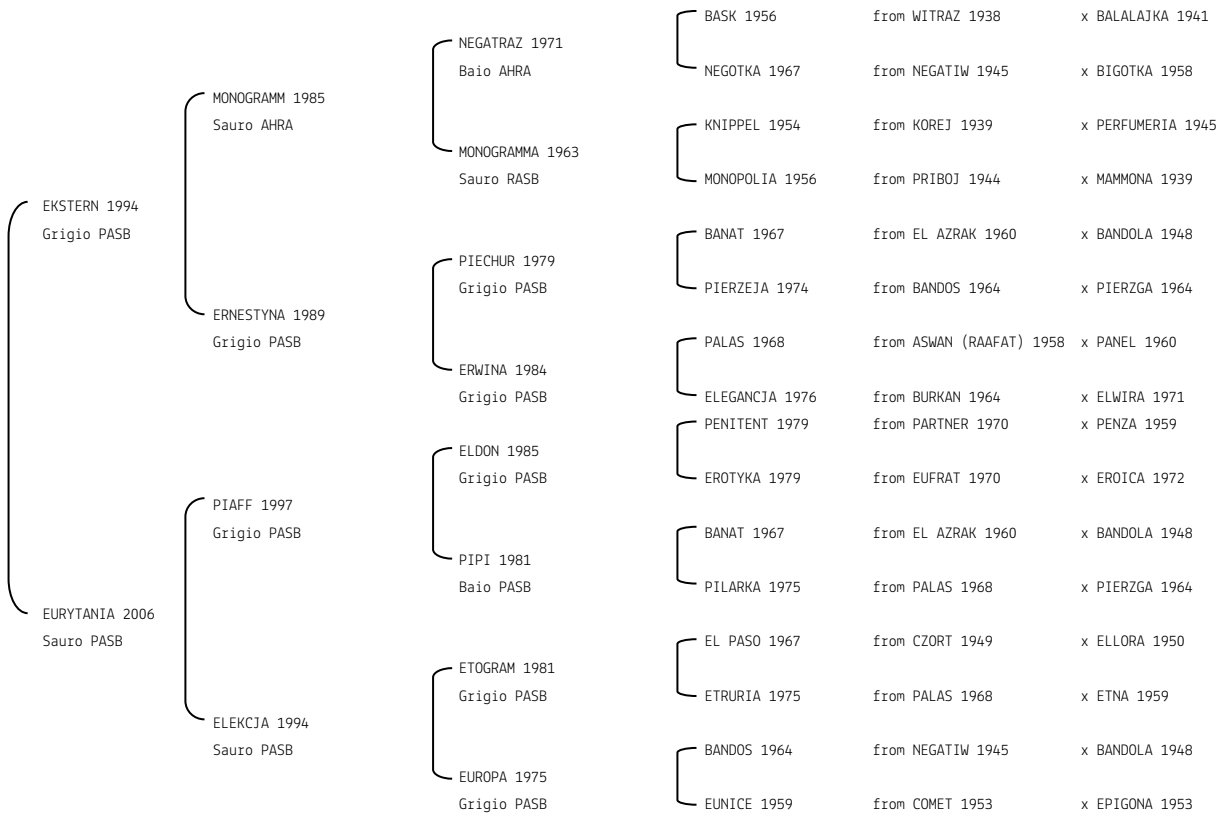 BASK 1956 from WITRAZ 1938 x BALALAJKA 1941
NEGATRAZ 1971
Baio AHRA NEGOTKA 1967 from NEGATIW 1945 x BIGOTKA 1958
MONOGRAMM 1985
Sauro AHRA KNIPPEL 1954 from KOREJ 1939 x PERFUMERIA 1945
MONOGRAMMA 1963
Sauro RASB MONOPOLIA 1956 from PRIBOJ 1944 x MAMMONA 1939
EKSTERN 1994
Grigio PASB BANAT 1967 from EL AZRAK 1960 x BANDOLA 1948
PIECHUR 1979
Grigio PASB PIERZEJA 1974 from BANDOS 1964 x PIERZGA 1964
ERNESTYNA 1989
Grigio PASB PALAS 1968 from ASWAN (RAAFAT) 1958 x PANEL 1960
ERWINA 1984
Grigio PASB ELEGANCJA 1976 from BURKAN 1964 x ELWIRA 1971
PENITENT 1979 from PARTNER 1970 x PENZA 1959
ELDON 1985
Grigio PASB EROTYKA 1979 from EUFRAT 1970 x EROICA 1972
PIAFF 1997
Grigio PASB BANAT 1967 from EL AZRAK 1960 x BANDOLA 1948
PIPI 1981
Baio PASB PILARKA 1975 from PALAS 1968 x PIERZGA 1964
EURYTANIA 2006
Sauro PASB EL PASO 1967 from CZORT 1949 x ELLORA 1950
ETOGRAM 1981
Grigio PASB ETRURIA 1975 from PALAS 1968 x ETNA 1959
ELEKCJA 1994
Sauro PASB BANDOS 1964 from NEGATIW 1945 x BANDOLA 1948
EUROPA 1975
Grigio PASB EUNICE 1959 from COMET 1953 x EPIGONA 1953